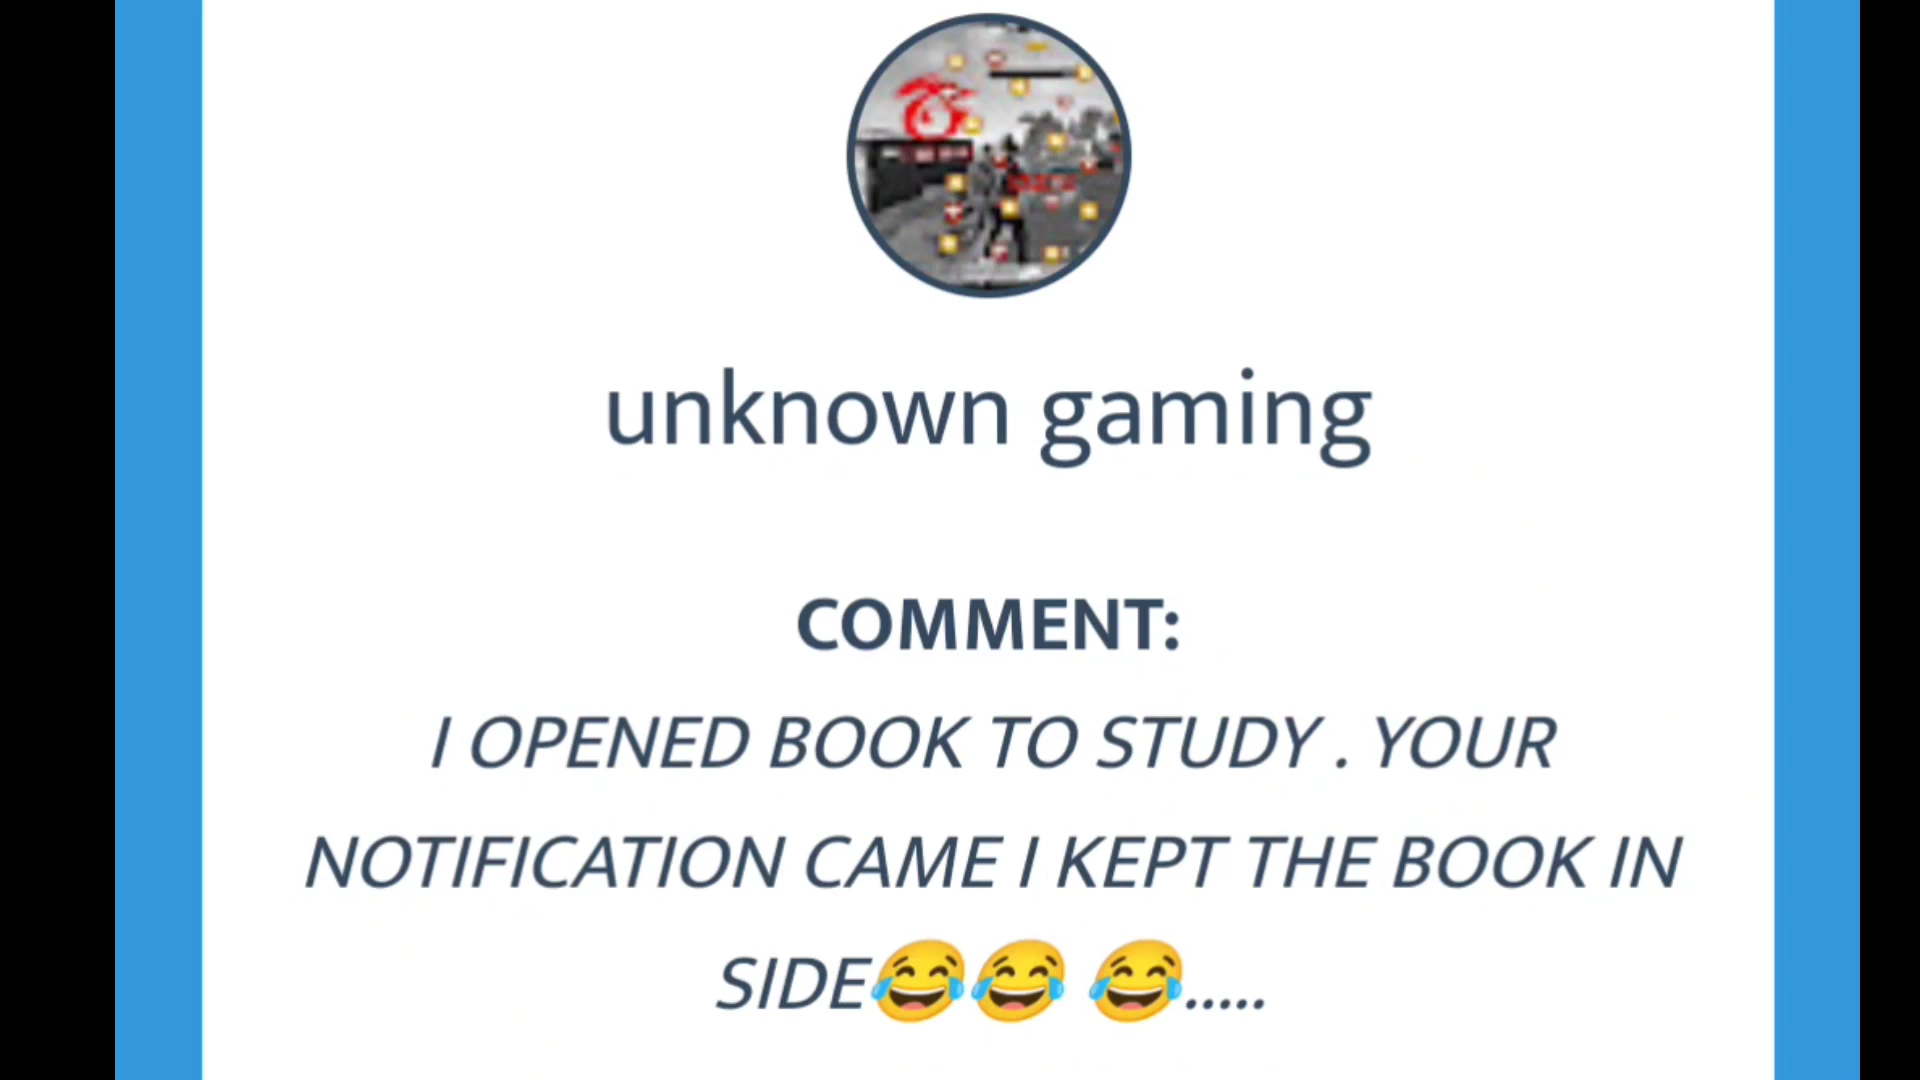 unknown gaming
COMMENT:
I OPENED BOOK TO STUDY . YOUR
NOTIFICATION CAME I KEPT THE BOOK IN
SIDE😂😂 😂.....